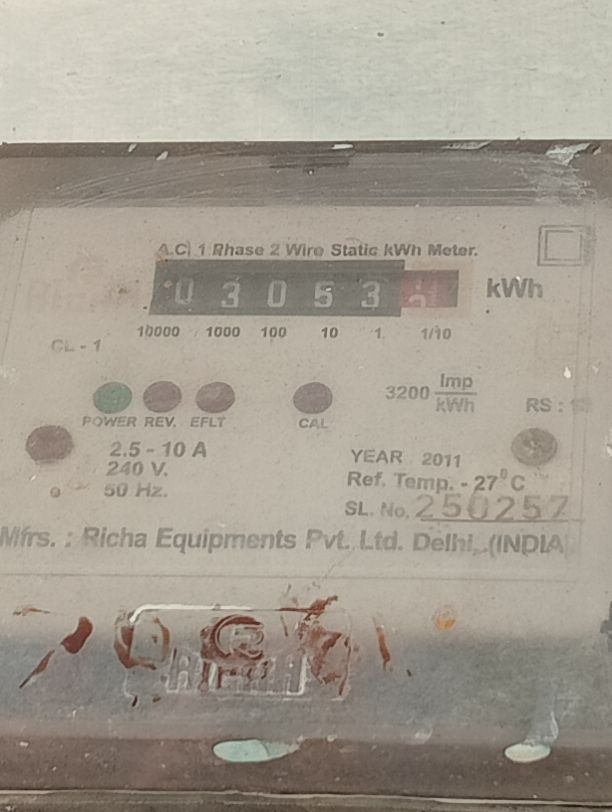 A.C. 1 Phase 2 Wire Static kWh Meter.
0 3 0 5 3 kWh
10000 1000 100 10 1 1/10
CL - 1
3200 Imp/kWh
POWER REV. EFLT CAL
RS :
2.5 - 10 A
240 V.
50 Hz.
YEAR 2011
Ref. Temp. - 27°C
SL. No. 250257
Mfrs. : Richa Equipments Pvt. Ltd. Delhi, (INDIA)
RICHA